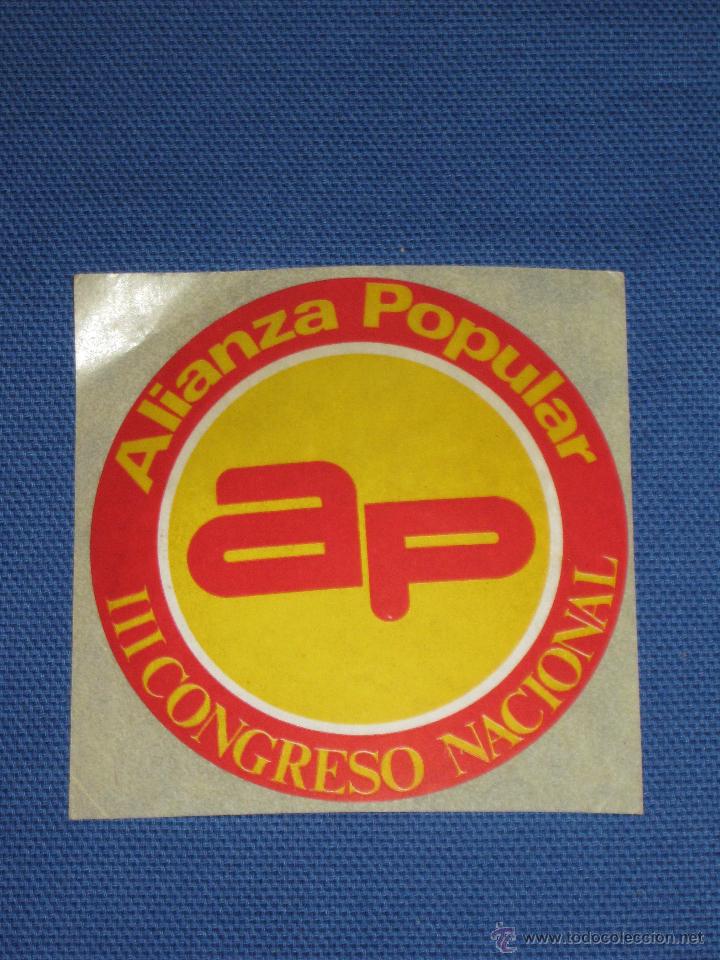 Alianza Popular
ap
III CONGRESO NACIONAL
www.todocoleccion.net